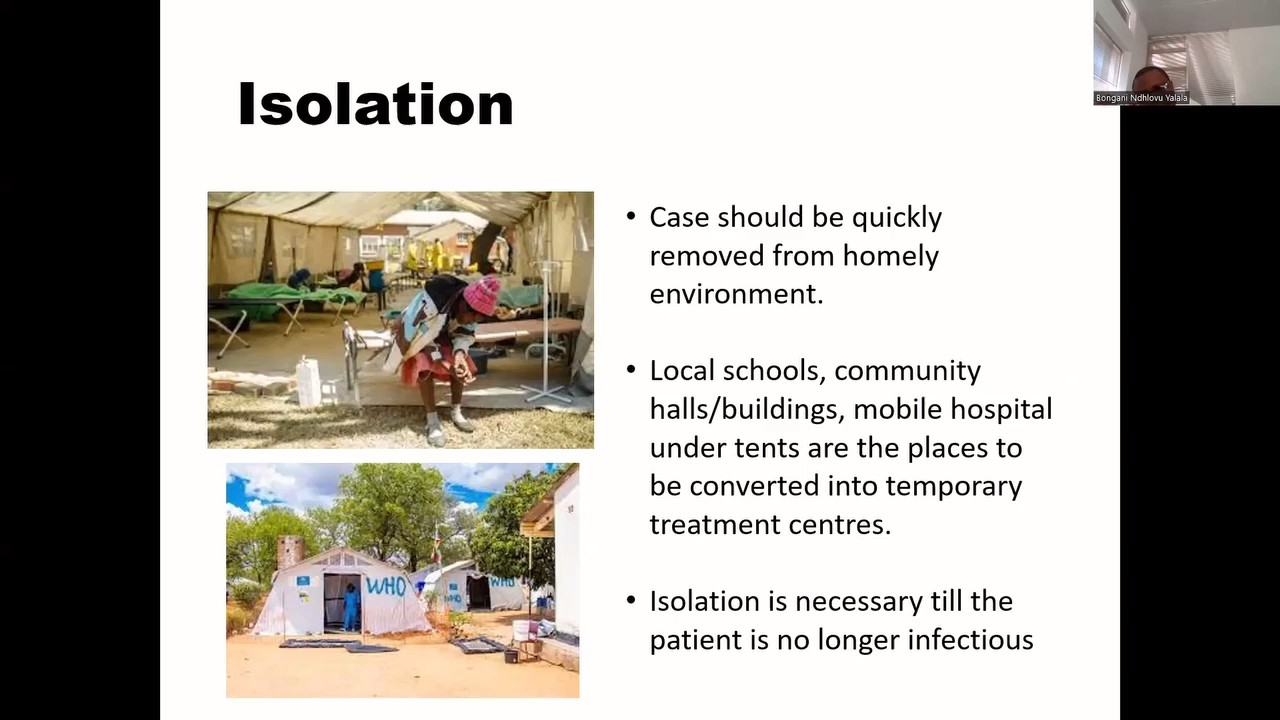 Isolation
Bongani Ndhlovu Yalala
• Case should be quickly
removed from homely
environment.
• Local schools, community
halls/buildings, mobile hospital
under tents are the places to
be converted into temporary
treatment centres.
• Isolation is necessary till the
patient is no longer infectious
WHO
WHO